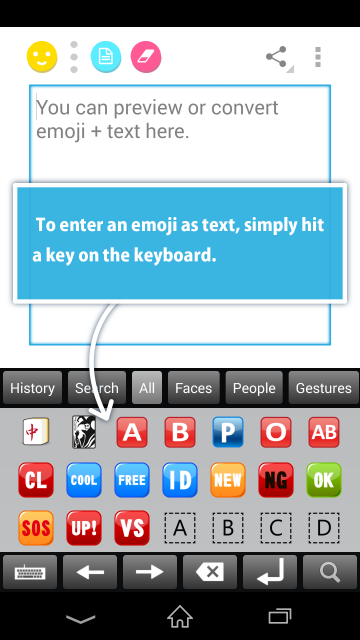 You can preview or convert
emoji + text here.
To enter an emoji as text, simply hit
a key on the keyboard.
History Search All Faces People Gestures
中 A B P O AB
CL COOL FREE ID NEW NG OK
SOS UP! VS A B C D